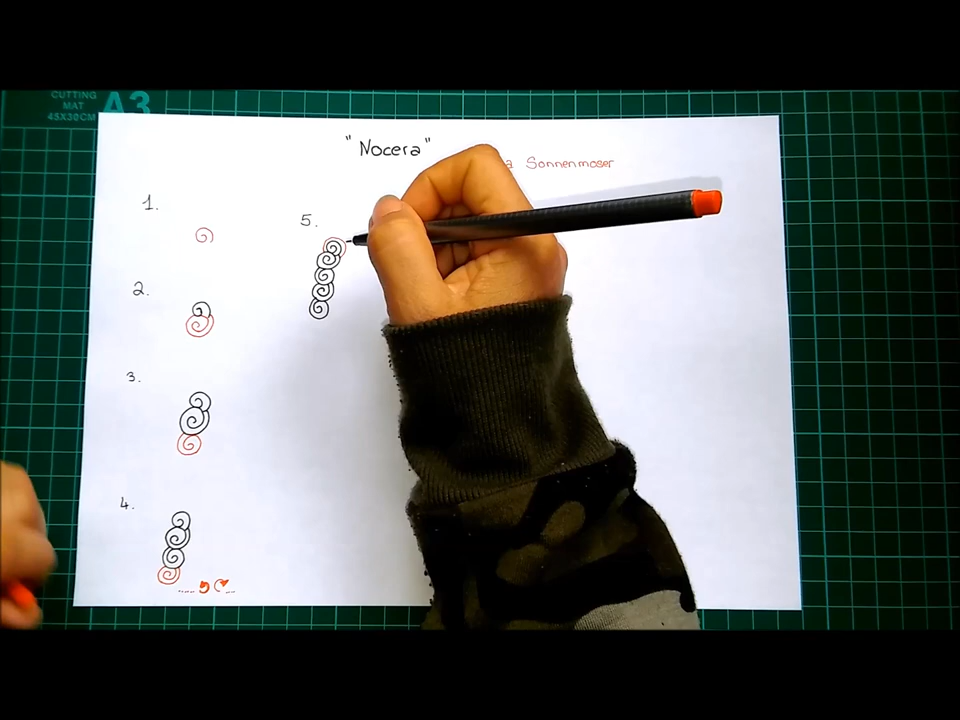 CUTTING
MAT
45X30CM
A3
"Nocera"
a Sonnenmoser
1.
5.
2.
3.
4.